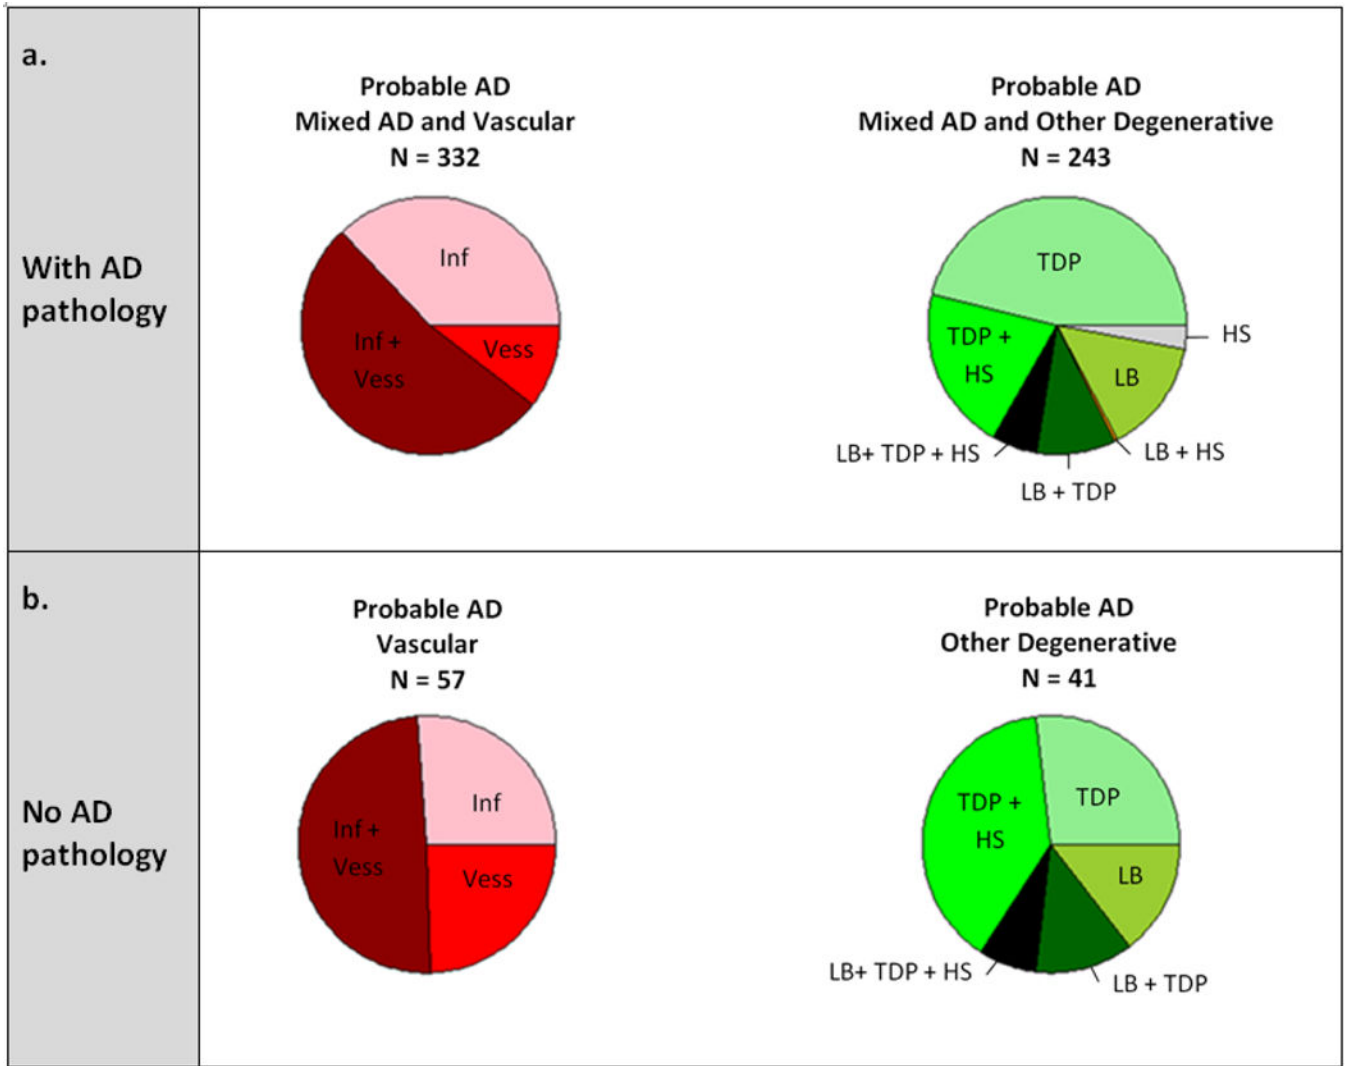 a.
With AD
pathology
Probable AD
Mixed AD and Vascular
N = 332
Inf
Inf +
Vess
Vess
Probable AD
Mixed AD and Other Degenerative
N = 243
TDP
HS
TDP +
HS
LB
LB+ TDP + HS
LB + HS
LB + TDP
b.
No AD
pathology
Probable AD
Vascular
N = 57
Inf
Inf +
Vess
Vess
Probable AD
Other Degenerative
N = 41
TDP
TDP +
HS
LB
LB+ TDP + HS
LB + TDP